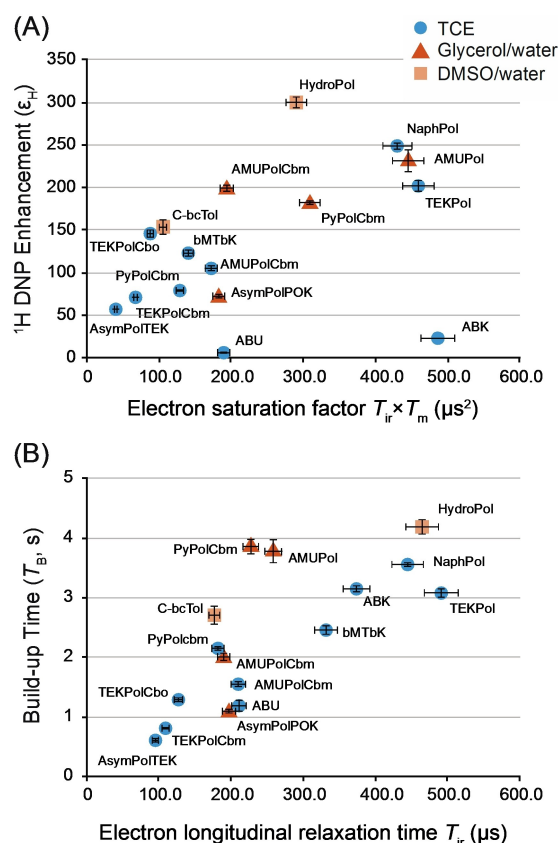 (A)
TCE
Glycerol/water
DMSO/water
¹H DNP Enhancement (εH)
350
300
250
200
150
100
50
0
HydroPol
NaphPol
AMUPolCbm
AMUPol
C-bcTol
PyPolCbm
TEKPol
TEKPolCbo
bMTbK
PyPolCbm
AMUPolCbm
TEKPolCbm
AsymPolPOK
AsymPolTEK
ABU
ABK
0
100.0
200.0
300.0
400.0
500.0
600.0
Electron saturation factor Tir×Tm (μs²)
(B)
Build-up Time (TB, s)
5
4
3
2
1
0
HydroPol
PyPolCbm
AMUPol
NaphPol
C-bcTol
ABK
TEKPol
PyPolcbm
bMTbK
AMUPolCbm
TEKPolCbo
AMUPolCbm
ABU
AsymPolPOK
TEKPolCbm
AsymPolTEK
0
100.0
200.0
300.0
400.0
500.0
600.0
Electron longitudinal relaxation time Tir (μs)